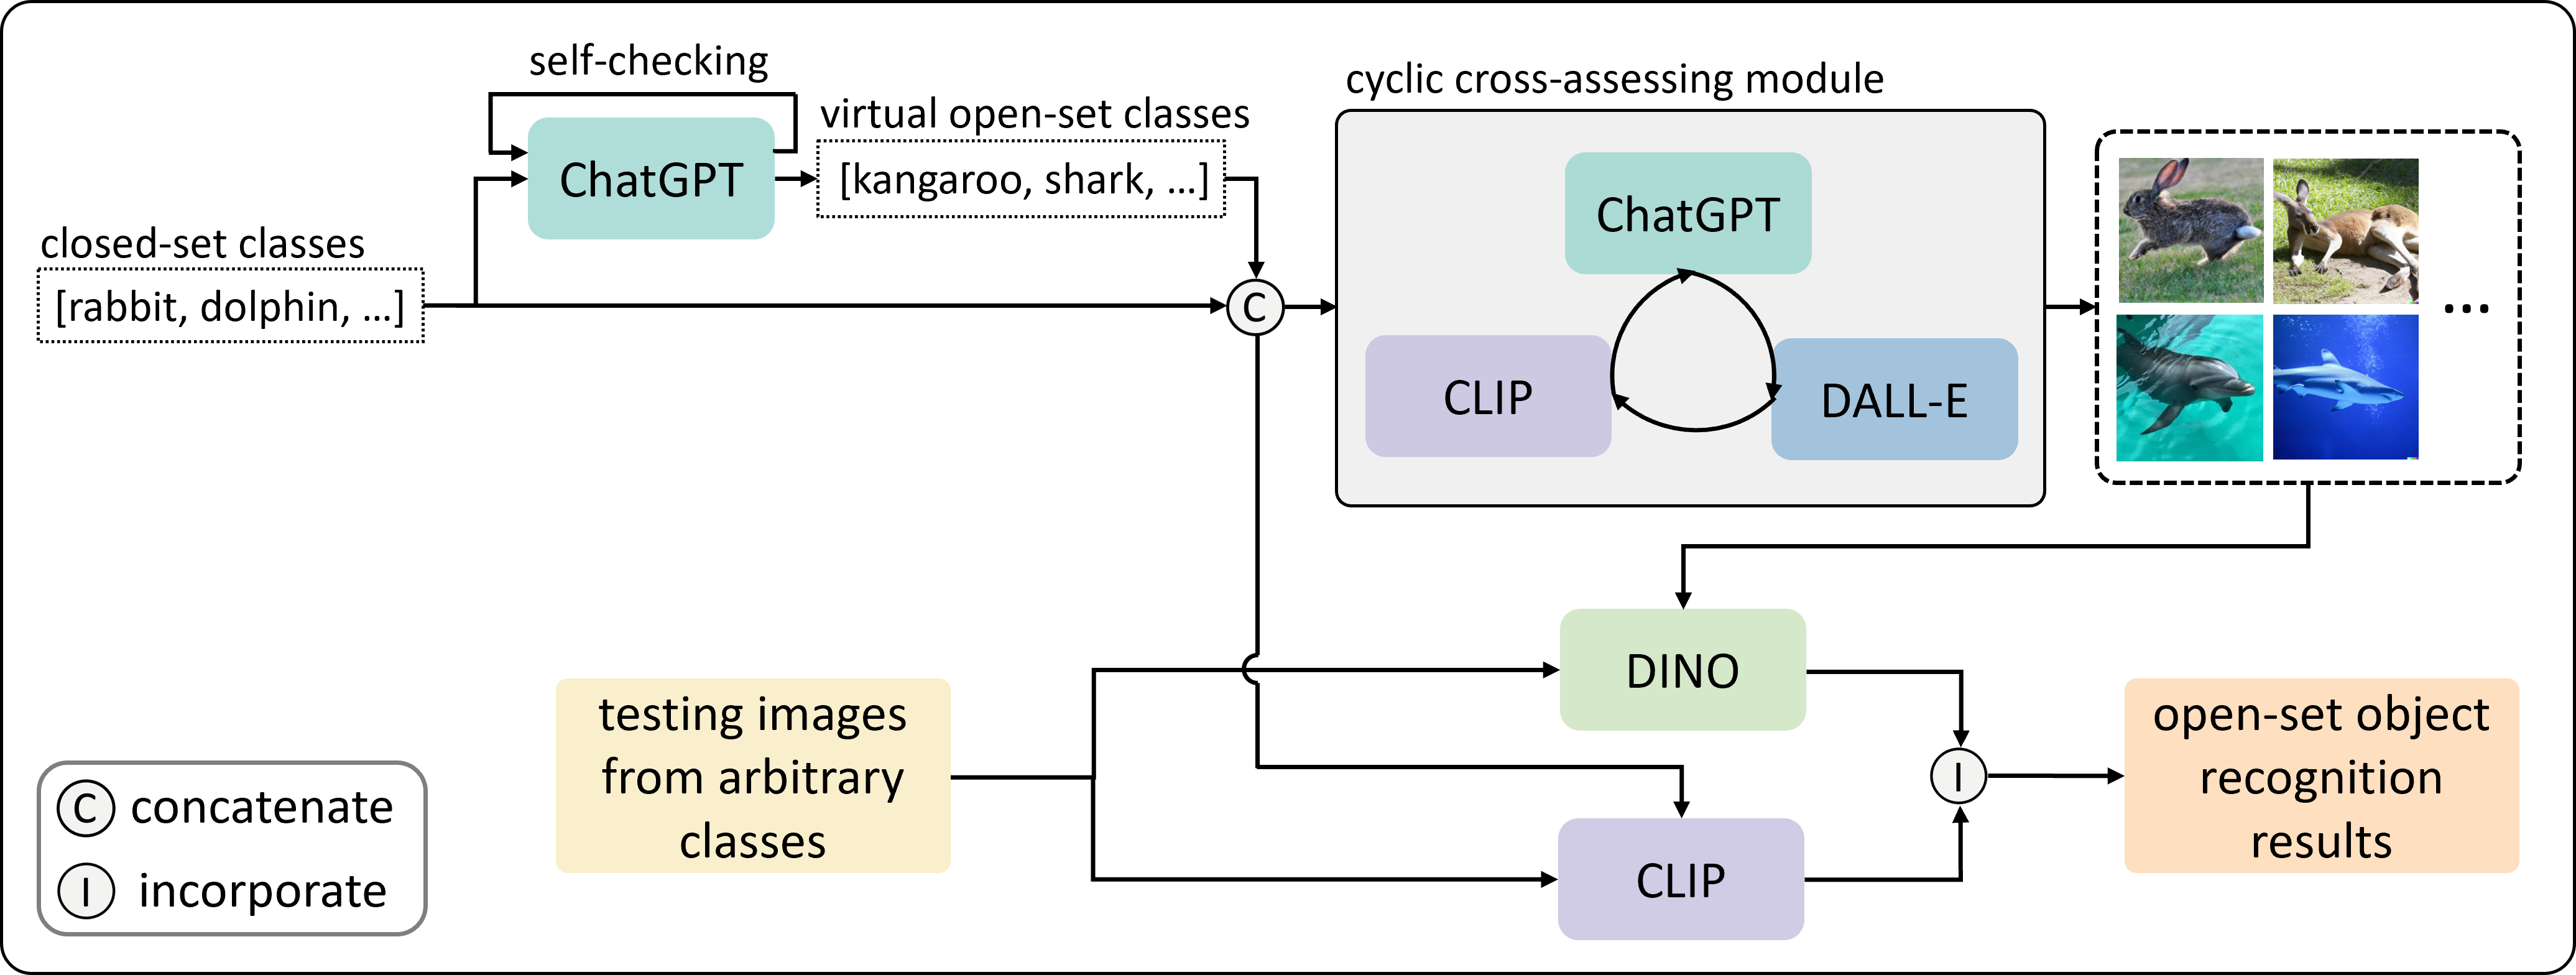 self-checking
ChatGPT
virtual open-set classes
[kangaroo, shark, ...]
closed-set classes
[rabbit, dolphin, ...]
C
cyclic cross-assessing module
ChatGPT
CLIP
DALL-E
...
testing images
from arbitrary
classes
DINO
CLIP
I
open-set object
recognition
results
C concatenate
I incorporate